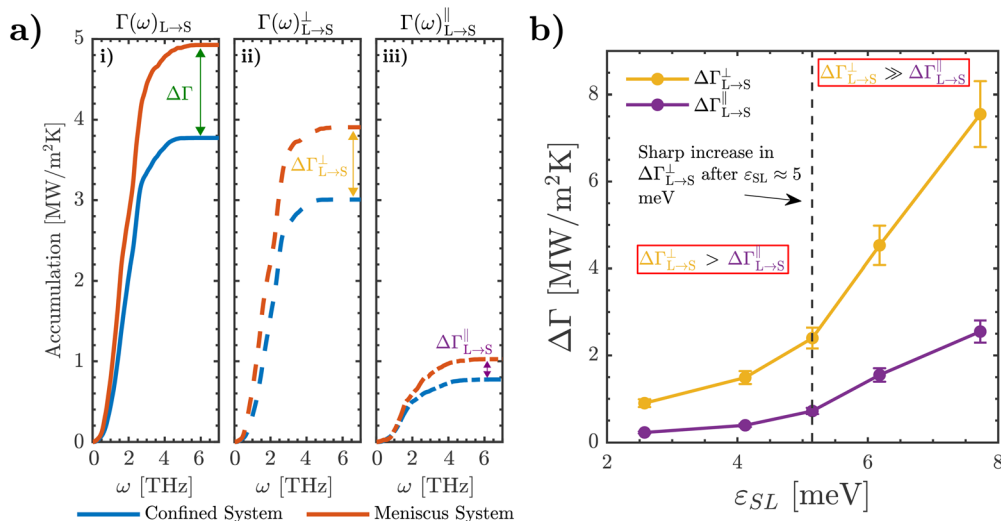 a)
Γ(ω)L→S
Γ(ω)⊥L→S
Γ(ω)∥L→S
i)
ii)
iii)
ΔΓ
ΔΓ⊥L→S
ΔΓ∥L→S
Accumulation [MW/m²K]
5
4
3
2
1
0
0 2 4 6
0 2 4 6
0 2 4 6
ω [THz]
ω [THz]
ω [THz]
Confined System
Meniscus System
b)
ΔΓ⊥L→S
ΔΓ∥L→S
ΔΓ⊥L→S ≫ ΔΓ∥L→S
Sharp increase in
ΔΓ⊥L→S after εSL ≈ 5
meV
ΔΓ⊥L→S > ΔΓ∥L→S
ΔΓ [MW/m²K]
8
6
4
2
0
2 4 6 8
εSL [meV]